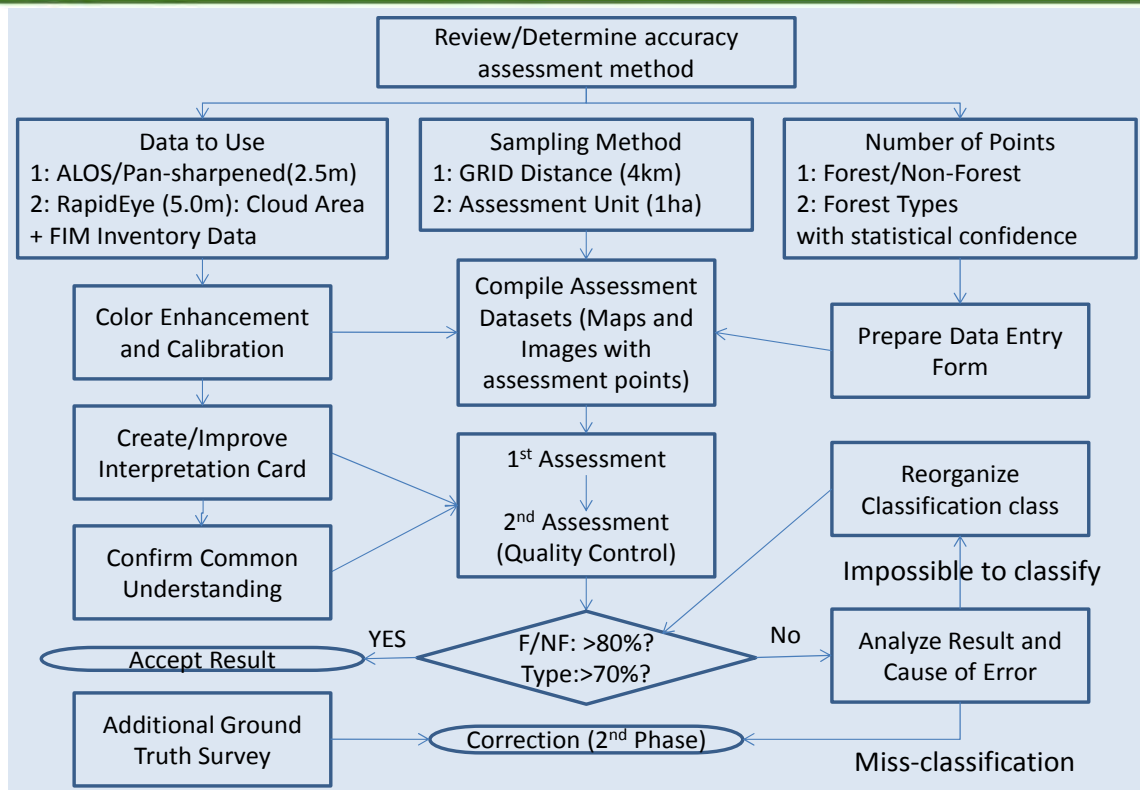 Review/Determine accuracy
assessment method
Data to Use
1: ALOS/Pan-sharpened(2.5m)
2: RapidEye (5.0m): Cloud Area
+ FIM Inventory Data
Sampling Method
1: GRID Distance (4km)
2: Assessment Unit (1ha)
Number of Points
1: Forest/Non-Forest
2: Forest Types
with statistical confidence
Color Enhancement
and Calibration
Compile Assessment
Datasets (Maps and
Images with
assessment points)
Prepare Data Entry
Form
Create/Improve
Interpretation Card
1st Assessment
2nd Assessment
(Quality Control)
Reorganize
Classification class
Confirm Common
Understanding
Impossible to classify
YES
F/NF: >80%?
Type:>70%?
No
Analyze Result and
Cause of Error
Accept Result
Additional Ground
Truth Survey
Correction (2nd Phase)
Miss-classification